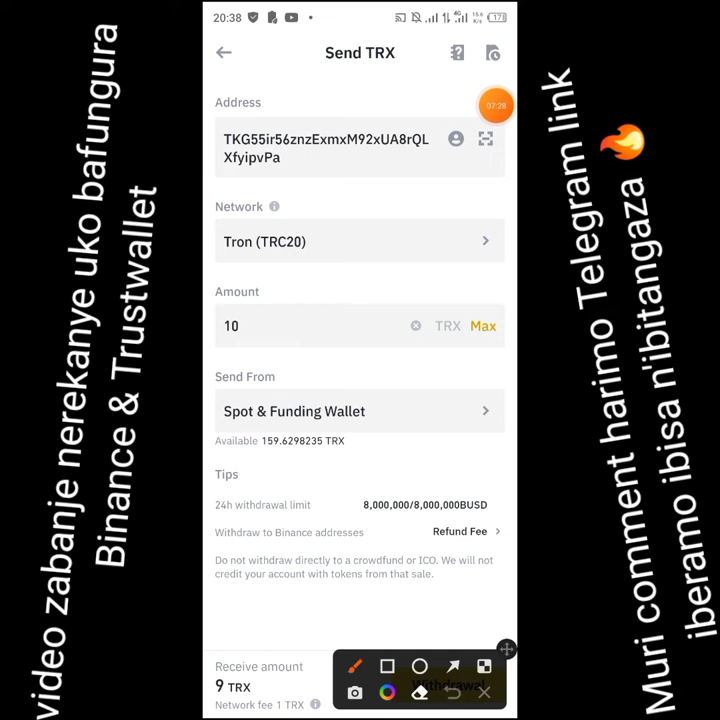 video zabanje nerekanye uko bafungura
Binance & Trustwallet
20:38
Send TRX
07:28
Address
TKG55ir56znzExmxM92xUA8rQL
XfyipvPa
Network
Tron (TRC20)
Amount
10 TRX Max
Send From
Spot & Funding Wallet
Available 159.6298235 TRX
Tips
24h withdrawal limit 8,000,000/8,000,000BUSD
Withdraw to Binance addresses Refund Fee
Do not withdraw directly to a crowdfund or ICO. We will not
credit your account with tokens from that sale.
Receive amount
9 TRX
Network fee 1 TRX
Withdrawal
Muri comment harimo Telegram link
iberamo ibisa n'ibitangaza